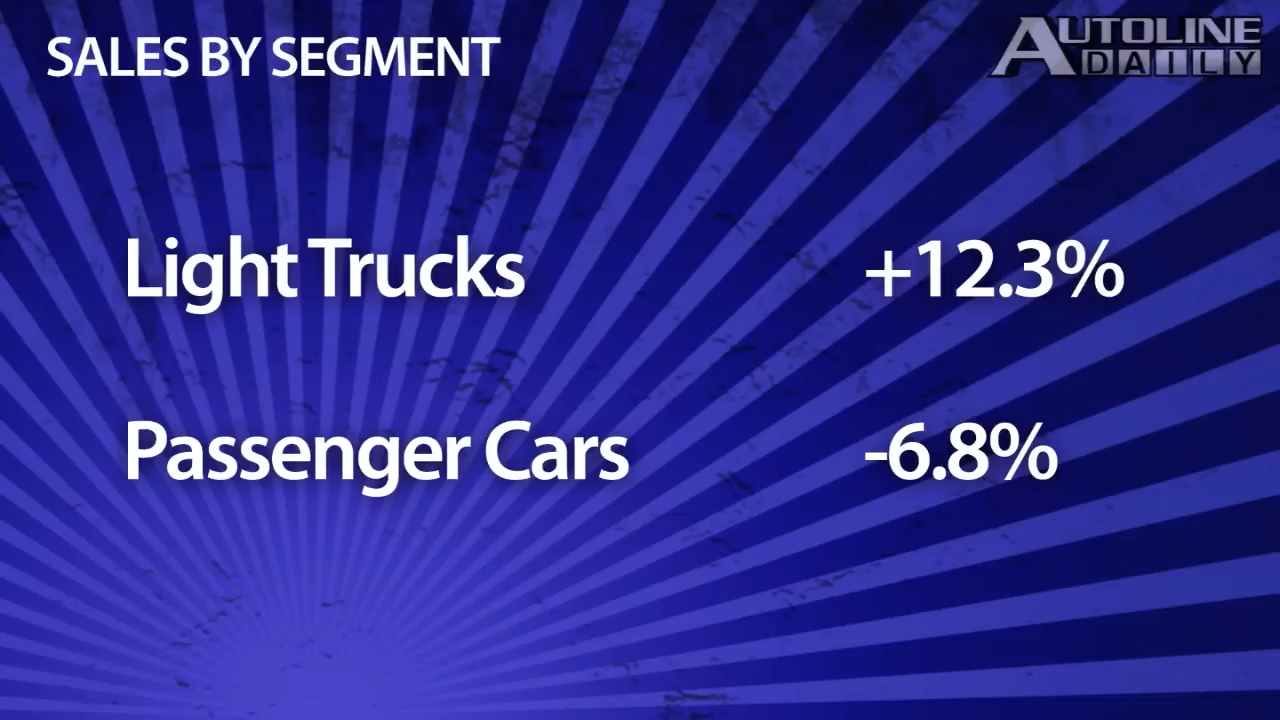 SALES BY SEGMENT
AUTOLINE
DAILY
Light Trucks +12.3%
Passenger Cars -6.8%